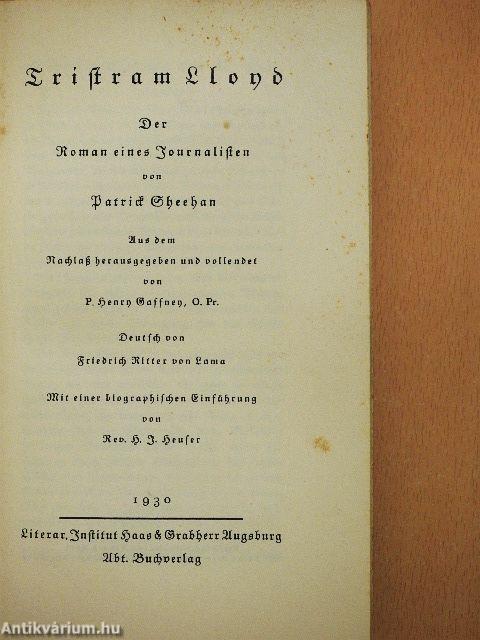 Tristram Lloyd
Der
Roman eines Journalisten
von
Patrick Sheehan
Aus dem
Nachlaß herausgegeben und vollendet
von
P. Henry Gaffney, O. Pr.
Deutsch von
Friedrich Ritter von Lama
Mit einer biographischen Einführung
von
Rev. H. J. Heuser
1930
Literar. Institut Haas & Grabherr Augsburg
Abt. Buchverlag
Antikvárium.hu